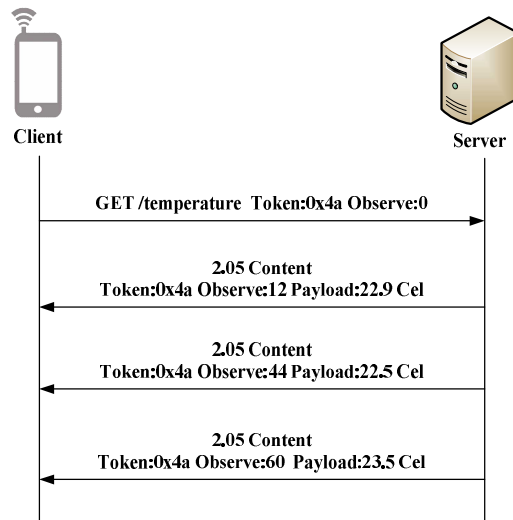 Client
Server
GET /temperature Token:0x4a Observe:0
2.05 Content
Token:0x4a Observe:12 Payload:22.9 Cel
2.05 Content
Token:0x4a Observe:44 Payload:22.5 Cel
2.05 Content
Token:0x4a Observe:60 Payload:23.5 Cel